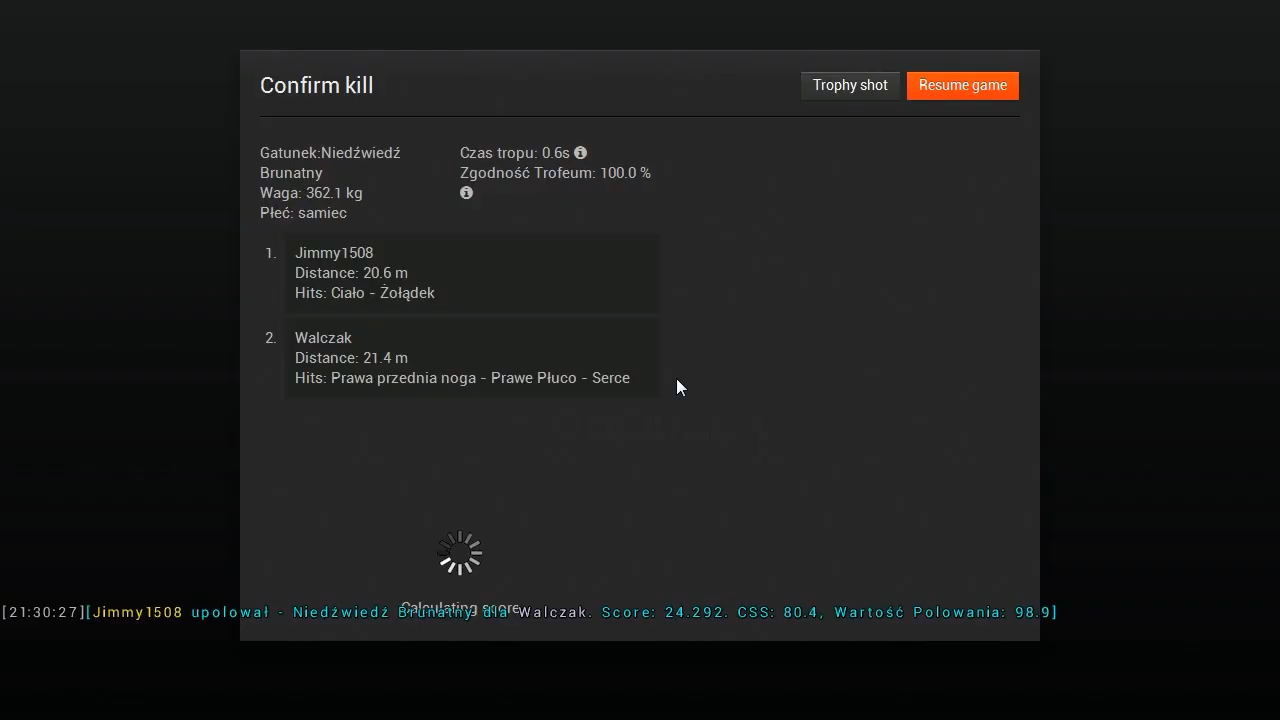 Confirm kill
Trophy shot
Resume game
Gatunek:Niedźwiedź
Brunatny
Waga: 362.1 kg
Płeć: samiec
Czas tropu: 0.6s
Zgodność Trofeum: 100.0 %
1.
Jimmy1508
Distance: 20.6 m
Hits: Ciało - Żołądek
2.
Walczak
Distance: 21.4 m
Hits: Prawa przednia noga - Prawe Płuco - Serce
Calculating score
[21:30:27][Jimmy1508 upolował - Niedźwiedź Brunatny dla Walczak. Score: 24.292. CSS: 80.4, Wartość Polowania: 98.9]